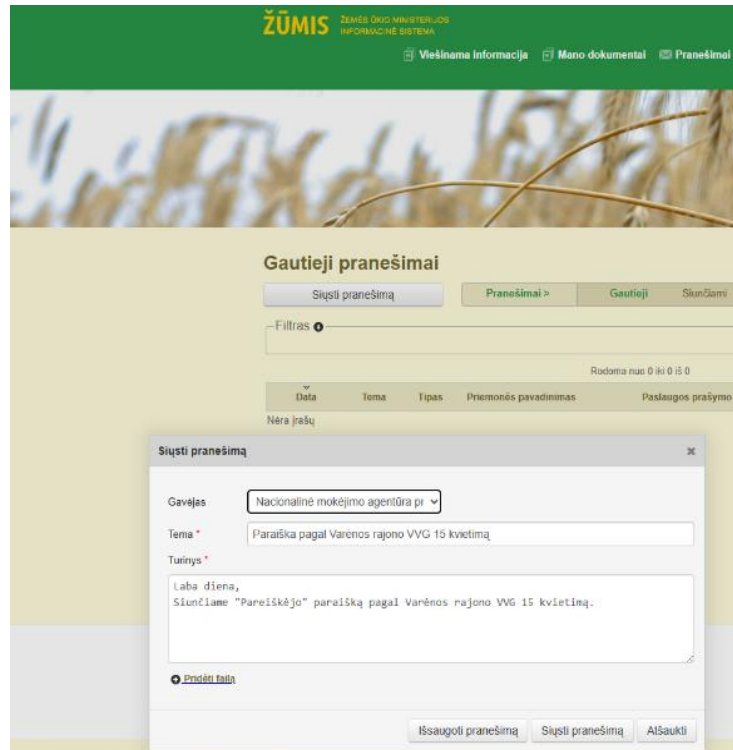 ŽŪMIS
ŽEMĖS ŪKIO MINISTERIJOS
INFORMACINĖ SISTEMA
Viešinama informacija Mano dokumentai Pranešimai
Gautieji pranešimai
Siųsti pranešimą Pranešimai > Gautieji Siunčiami
Filtras
Rodoma nuo 0 iki 0 iš 0
Data Tema Tipas Priemonės pavadinimas Paslaugos prašymo
Nėra įrašų
Siųsti pranešimą
Gavėjas Nacionalinė mokėjimo agentūra pr
Tema * Paraiška pagal Varėnos rajono VVG 15 kvietimą
Turinys *
Laba diena,
Siunčiame "Pareiškėjo" paraišką pagal Varėnos rajono VVG 15 kvietimą.
Pridėti failą
Išsaugoti pranešimą Siųsti pranešimą Atšaukti